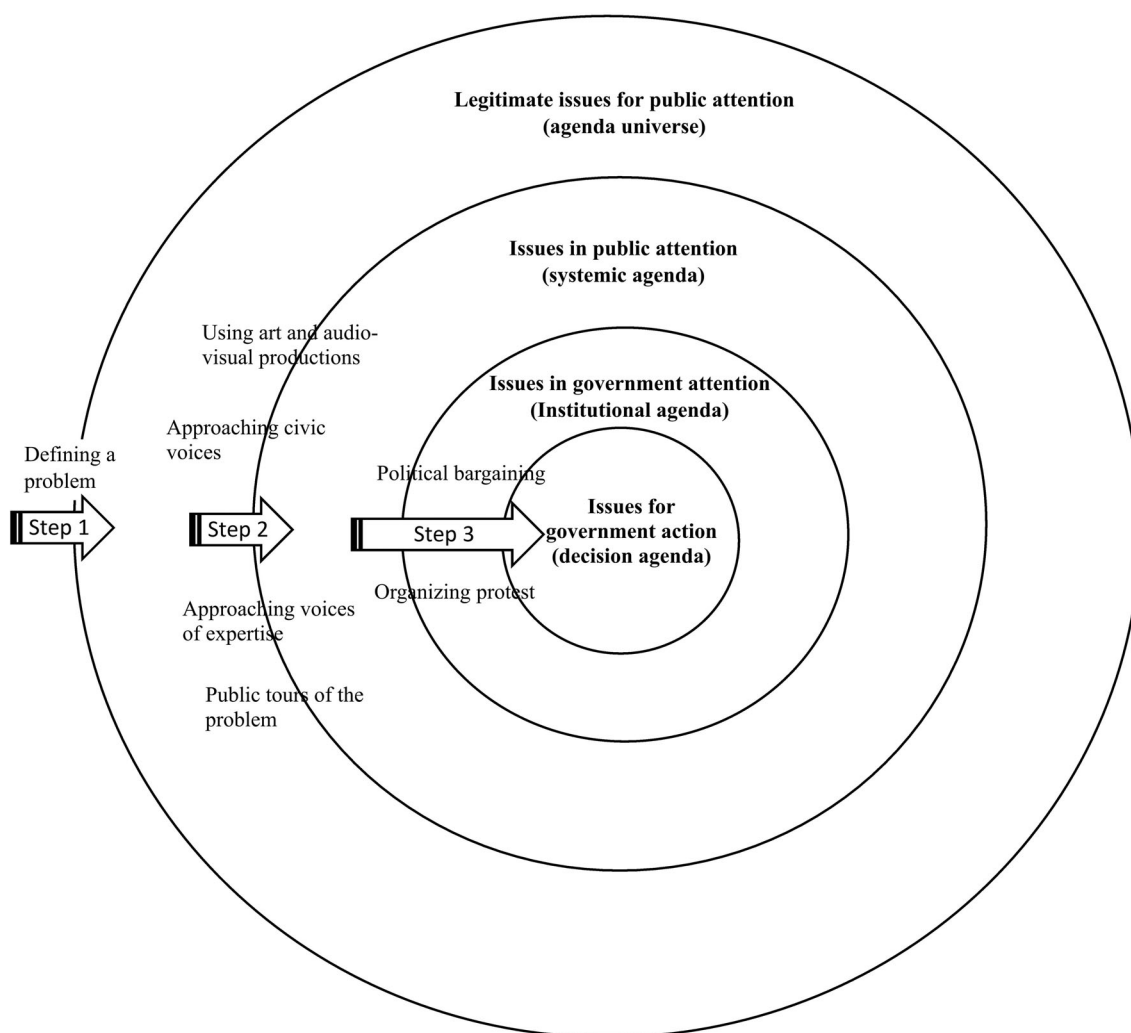 Legitimate issues for public attention
(agenda universe)
Issues in public attention
(systemic agenda)
Using art and audio-
visual productions
Issues in government attention
(Institutional agenda)
Approaching civic
voices
Defining a
problem
Political bargaining
Step 1
Step 2
Step 3
Issues for
government action
(decision agenda)
Organizing protest
Approaching voices
of expertise
Public tours of the
problem